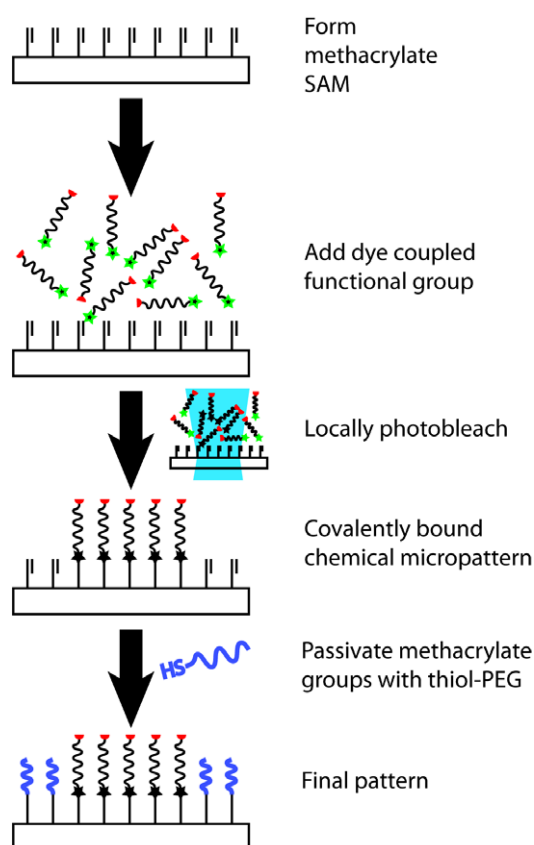 Form
methacrylate
SAM
Add dye coupled
functional group
Locally photobleach
Covalently bound
chemical micropattern
HS
Passivate methacrylate
groups with thiol-PEG
Final pattern